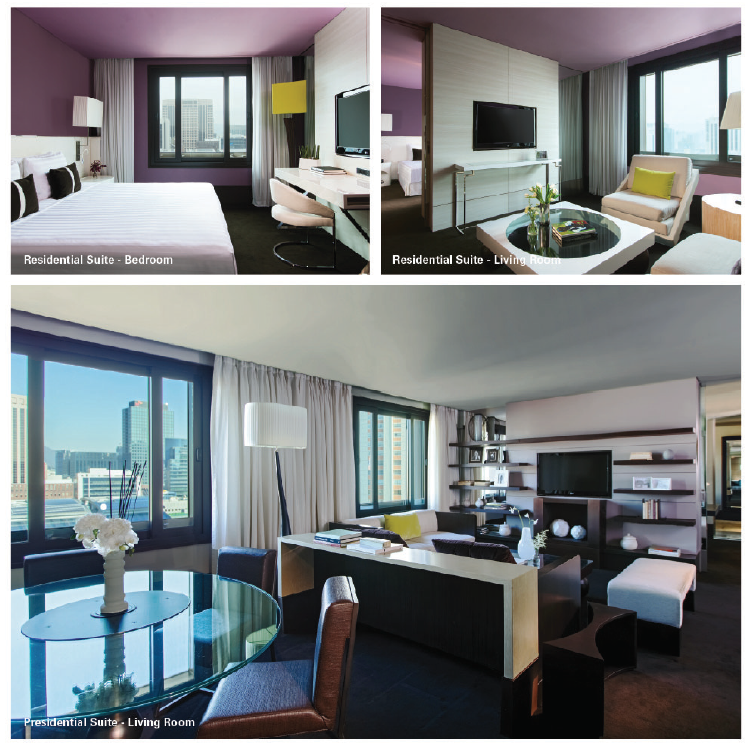 Residential Suite - Bedroom
Residential Suite - Living Room
Presidential Suite - Living Room